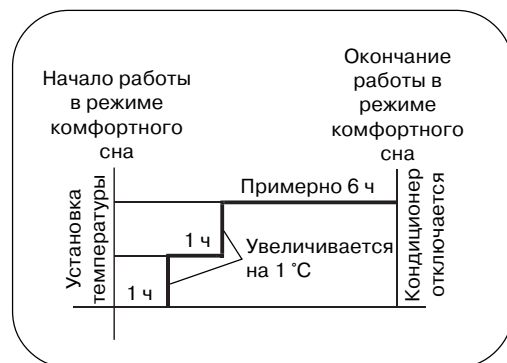 Начало работы
в режиме
комфортного
сна
Окончание
работы в
режиме
комфортного
сна
Установка
температуры
1 ч
1 ч
Примерно 6 ч
Увеличивается
на 1 °C
Кондиционер
отключается